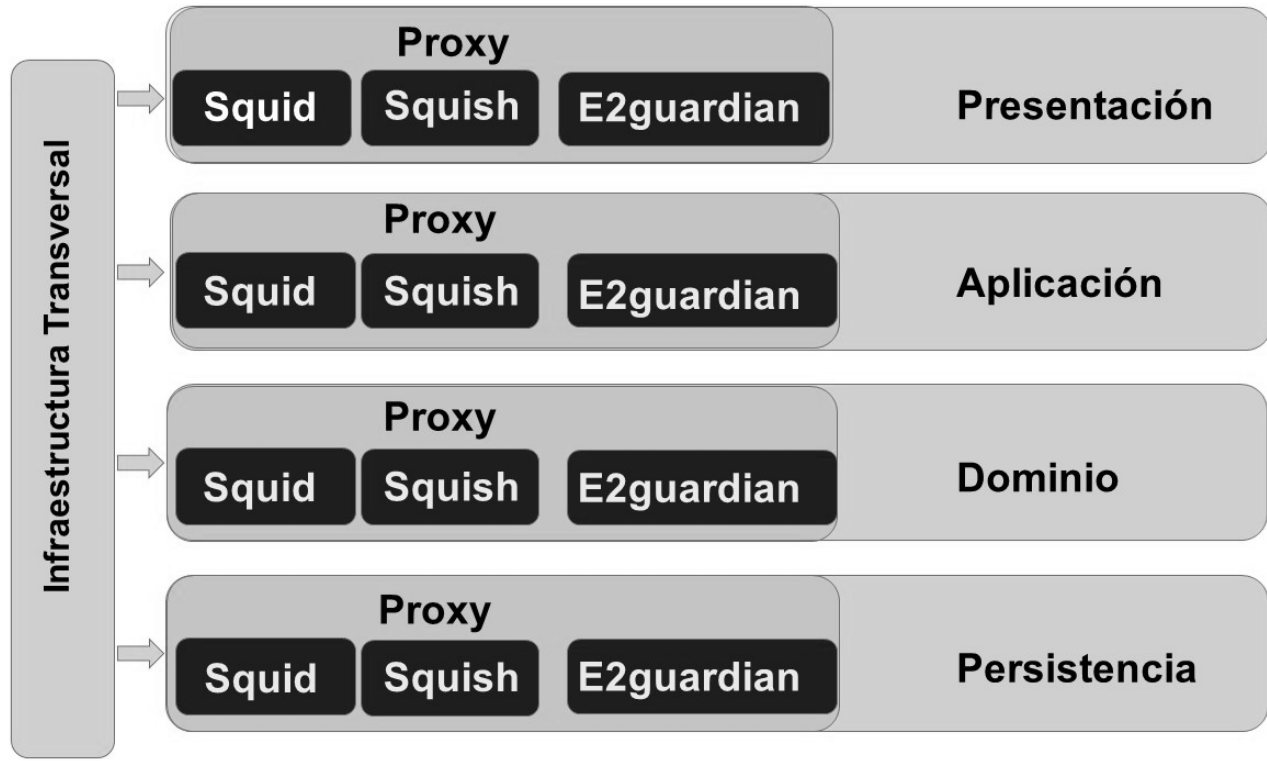 Infraestructura Transversal
Proxy
Squid Squish E2guardian
Presentación
Proxy
Squid Squish E2guardian
Aplicación
Proxy
Squid Squish E2guardian
Dominio
Proxy
Squid Squish E2guardian
Persistencia